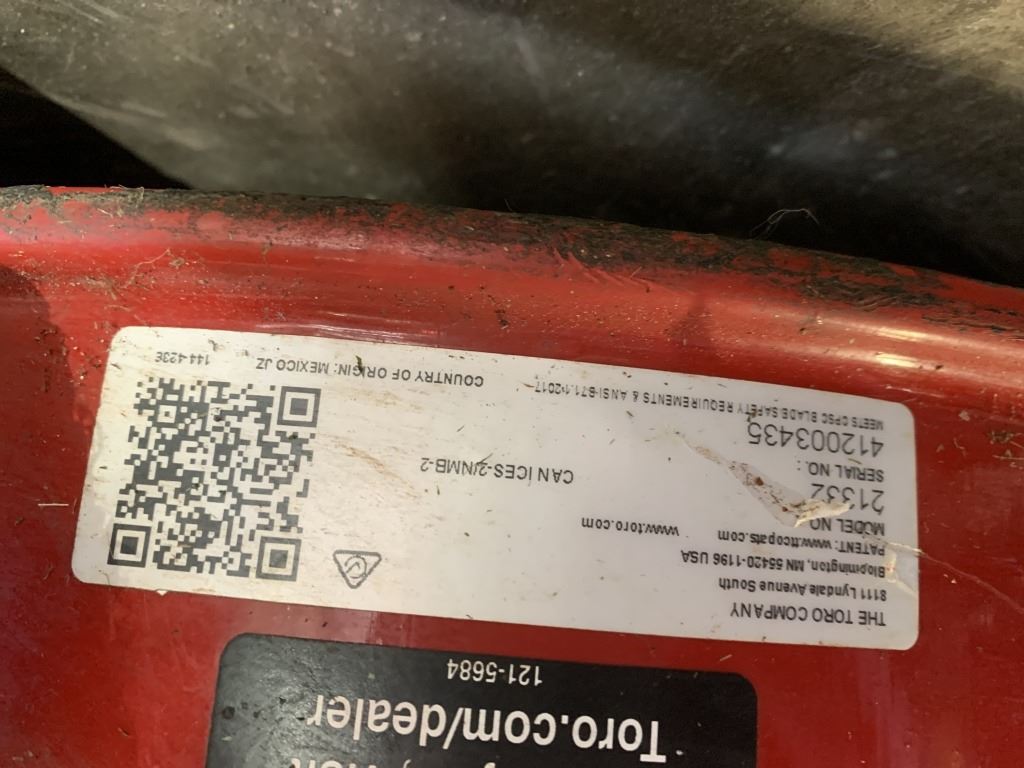 THE TORO COMPANY
8111 Lyndale Avenue South
Bloomington, MN 55420-1196 USA
PATENT: www.ttcopats.com www.toro.com
MODEL NO
21332
SERIAL NO.:
412003435
MEETS CPSC BLADE SAFETY REQUIREMENTS & ANSI-B71.1-2017
CAN ICES-2/NMB-2
COUNTRY OF ORIGIN: MEXICO JZ
144-4236
Toro.com/dealer
121-5684